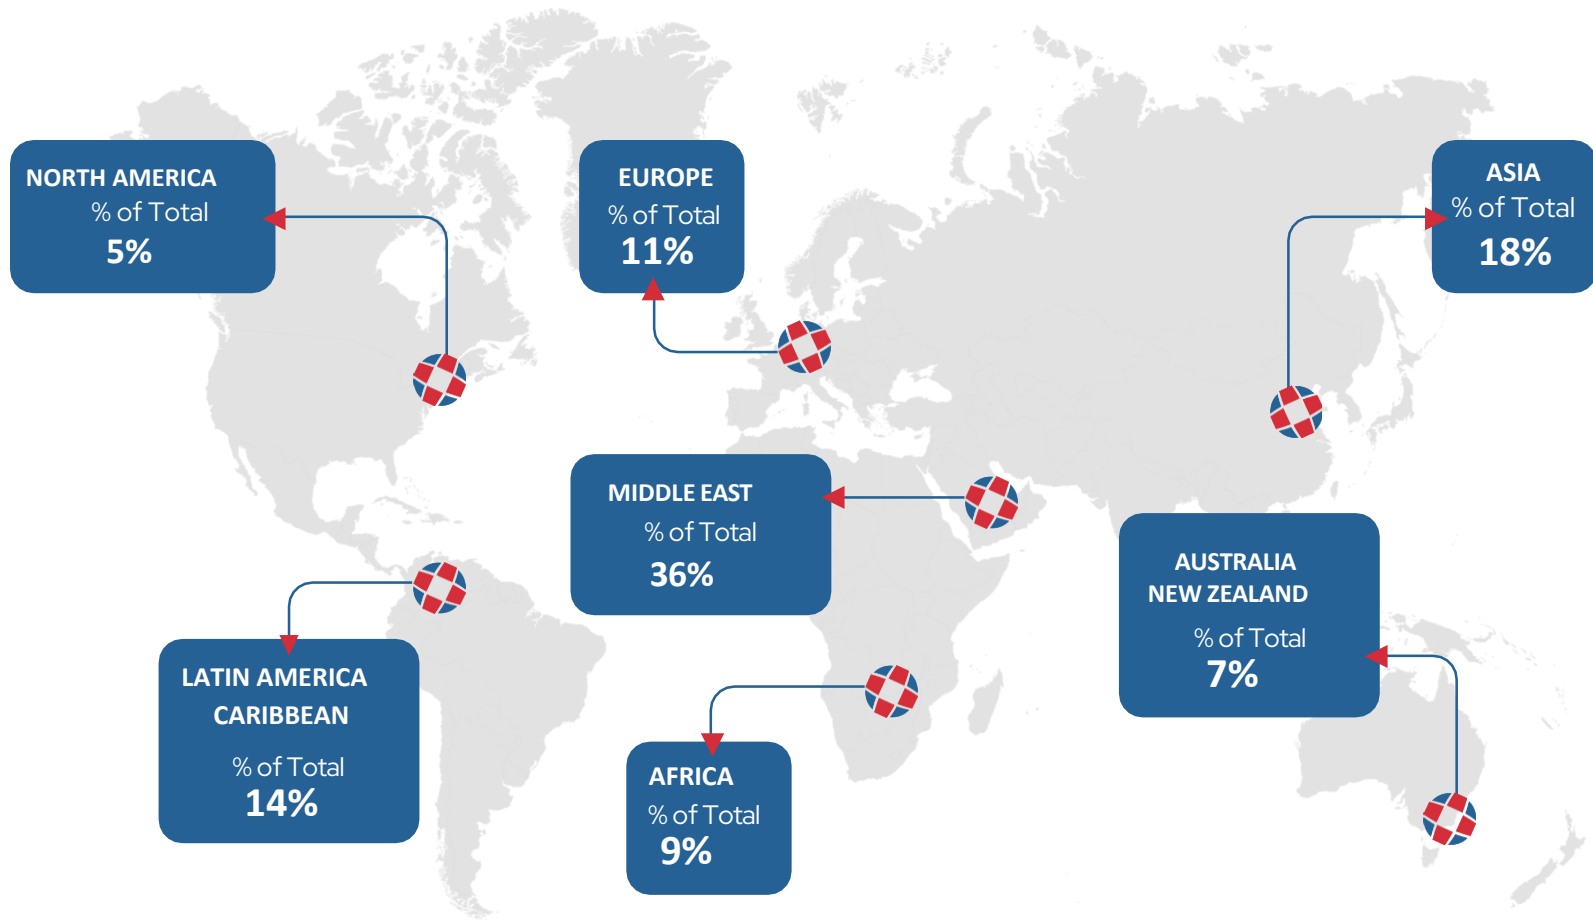 NORTH AMERICA
% of Total
5%
EUROPE
% of Total
11%
ASIA
% of Total
18%
MIDDLE EAST
% of Total
36%
AUSTRALIA
NEW ZEALAND
% of Total
7%
LATIN AMERICA
CARIBBEAN
% of Total
14%
AFRICA
% of Total
9%